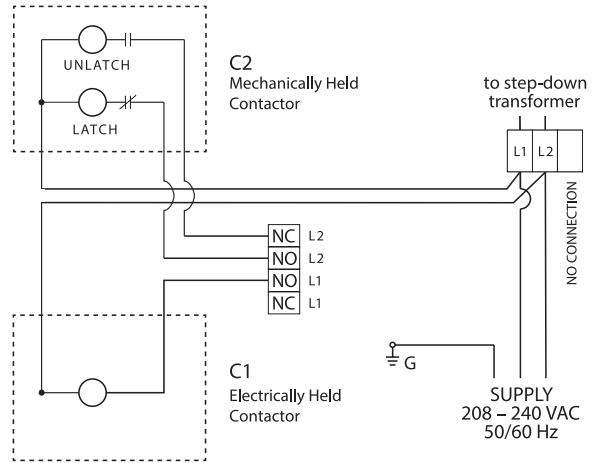 UNLATCH
LATCH
C2
Mechanically Held
Contactor
to step-down
transformer
L1 L2
NO CONNECTION
NC L2
NO L2
NO L1
NC L1
C1
Electrically Held
Contactor
G
SUPPLY
208 – 240 VAC
50/60 Hz